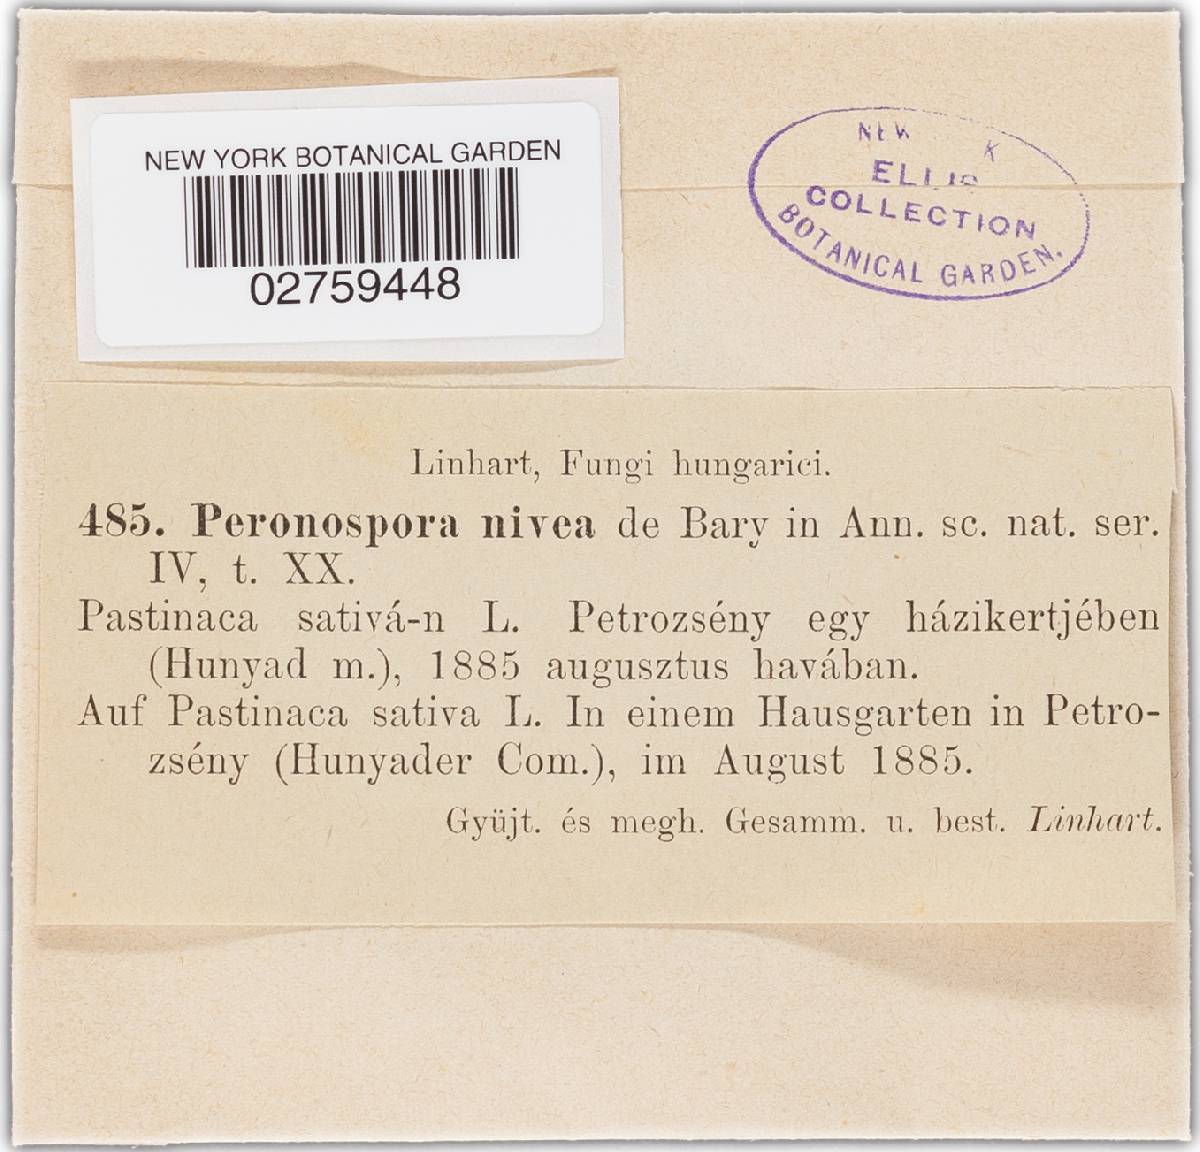 NEW YORK BOTANICAL GARDEN
02759448
NEW K
ELLIS
COLLECTION
BOTANICAL GARDEN.
Linhart, Fungi hungarici.
485. Peronospora nivea de Bary in Ann. sc. nat. ser.
IV, t. XX.
Pastinaca sativá-n L. Petrozsény egy házikertjében
(Hunyad m.), 1885 augusztus havában.
Auf Pastinaca sativa L. In einem Hausgarten in Petro-
zsény (Hunyader Com.), im August 1885.
Gyüjt. és megh. Gesamm. u. best. Linhart.